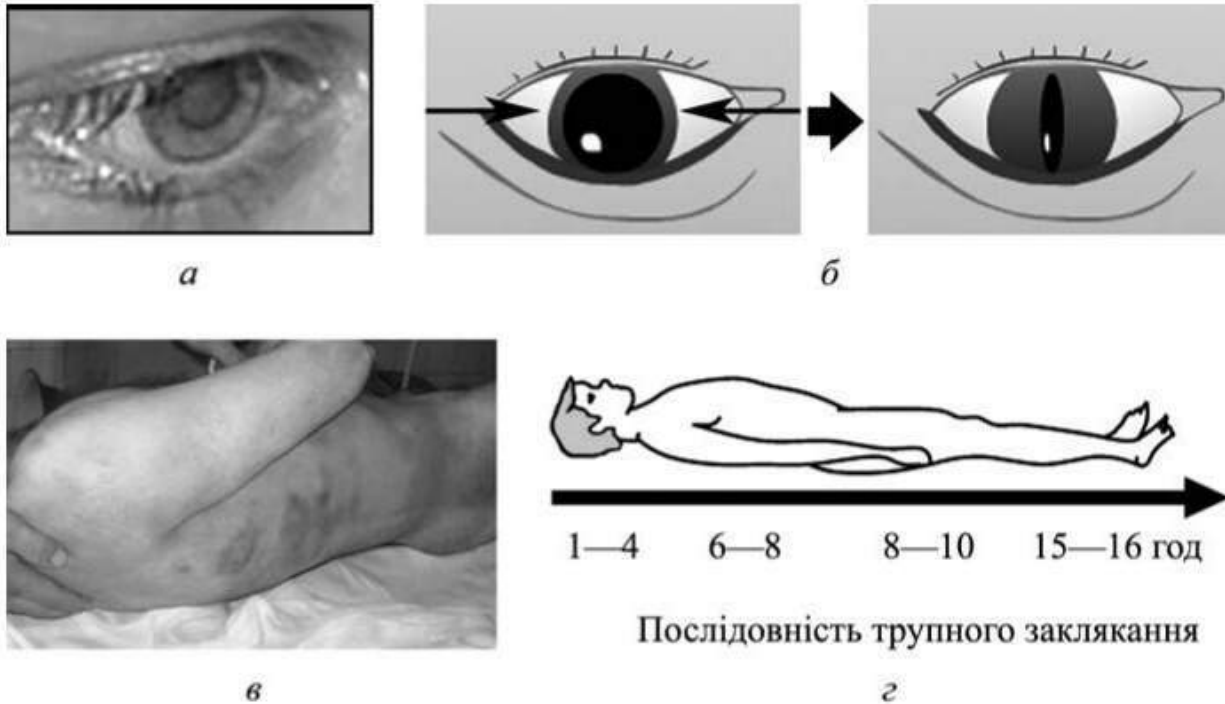 а
б
1—4
6—8
8—10
15—16 год
Послідовність трупного заклякання
в
г